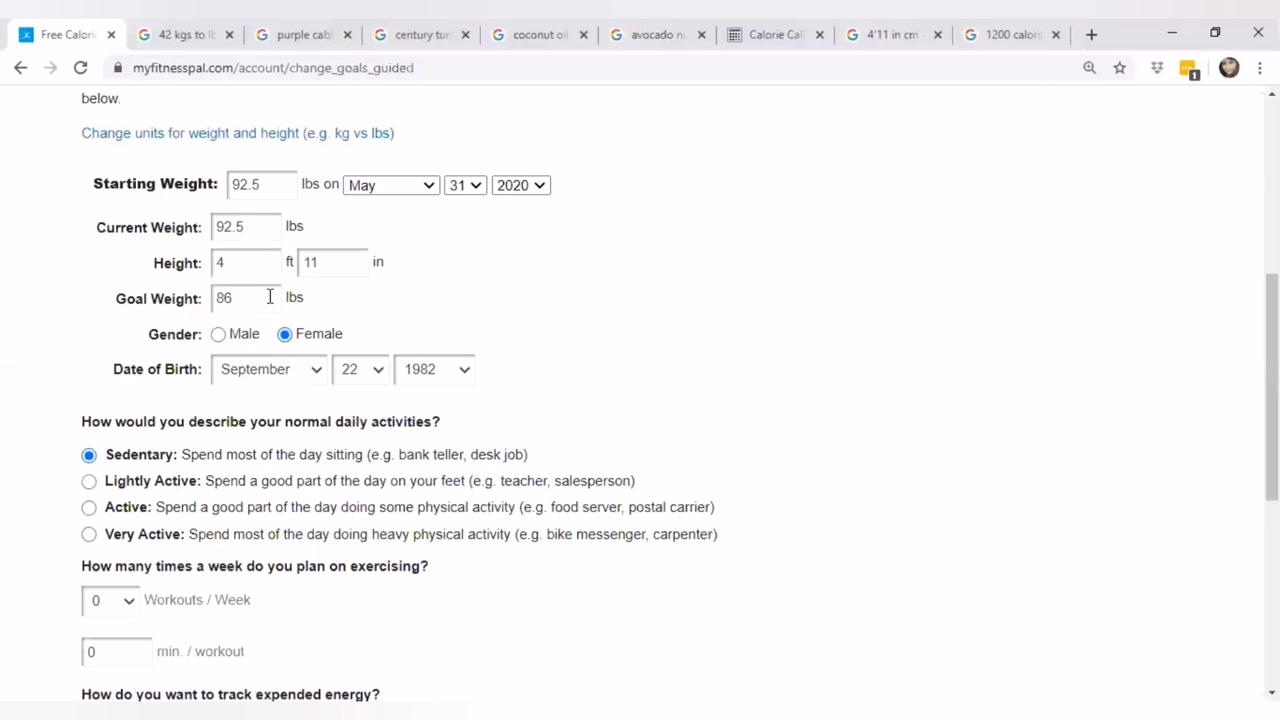 Free Calori
42 kgs to lb
purple cabl
century tun
coconut oil
avocado nu
Calorie Cal
4'11 in cm -
1200 calori
myfitnesspal.com/account/change_goals_guided
1
below.
Change units for weight and height (e.g. kg vs lbs)
Starting Weight: 92.5 lbs on May 31 2020
Current Weight: 92.5 lbs
Height: 4 ft 11 in
Goal Weight: 86 lbs
Gender: Male Female
Date of Birth: September 22 1982
How would you describe your normal daily activities?
Sedentary: Spend most of the day sitting (e.g. bank teller, desk job)
Lightly Active: Spend a good part of the day on your feet (e.g. teacher, salesperson)
Active: Spend a good part of the day doing some physical activity (e.g. food server, postal carrier)
Very Active: Spend most of the day doing heavy physical activity (e.g. bike messenger, carpenter)
How many times a week do you plan on exercising?
0 Workouts / Week
0 min. / workout
How do you want to track expended energy?